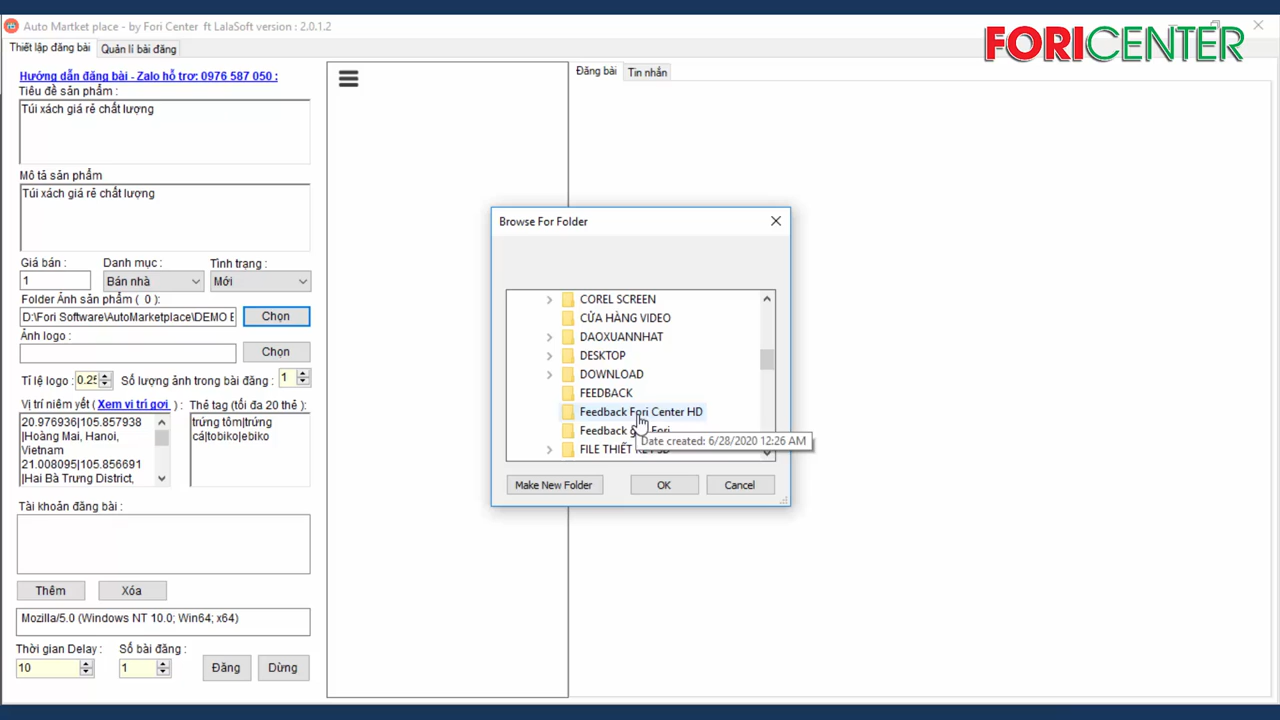 Auto Martket place - by Fori Center ft LalaSoft version : 2.0.1.2
FORICENTER
Thiết lập đăng bài
Quản lí bài đăng
Hướng dẫn đăng bài - Zalo hỗ trợ: 0976 587 050 :
Đăng bài
Tin nhắn
Tiêu đề sản phẩm :
Túi xách giá rẻ chất lượng
Mô tả sản phẩm
Túi xách giá rẻ chất lượng
Giá bán :
Danh mục :
Tình trạng :
1
Bán nhà
Mới
Folder Ảnh sản phẩm ( 0 ):
D:\Fori Software\AutoMarketplace\DEMO
Chọn
Ảnh logo :
Chọn
Tỉ lệ logo :
0.25
Số lượng ảnh trong bài đăng :
1
Vị trí niêm yết ( Xem vị trí gợi ) :
Thẻ tag (tối đa 20 thẻ ) :
20.976936|105.857938
|Hoàng Mai, Hanoi,
Vietnam
21.008095|105.856691
|Hai Bà Trưng District,
trứng tôm|trứng
cá|tobiko|ebiko
Tài khoản đăng bài :
Thêm
Xóa
Mozilla/5.0 (Windows NT 10.0; Win64; x64)
Thời gian Delay :
Số bài đăng :
10
1
Đăng
Dừng
Browse For Folder
COREL SCREEN
CỬA HÀNG VIDEO
DAOXUANNHAT
DESKTOP
DOWNLOAD
FEEDBACK
Feedback Fori Center HD
Feedback
Fori
Date created: 6/28/2020 12:26 AM
FILE THIẾT
Make New Folder
OK
Cancel